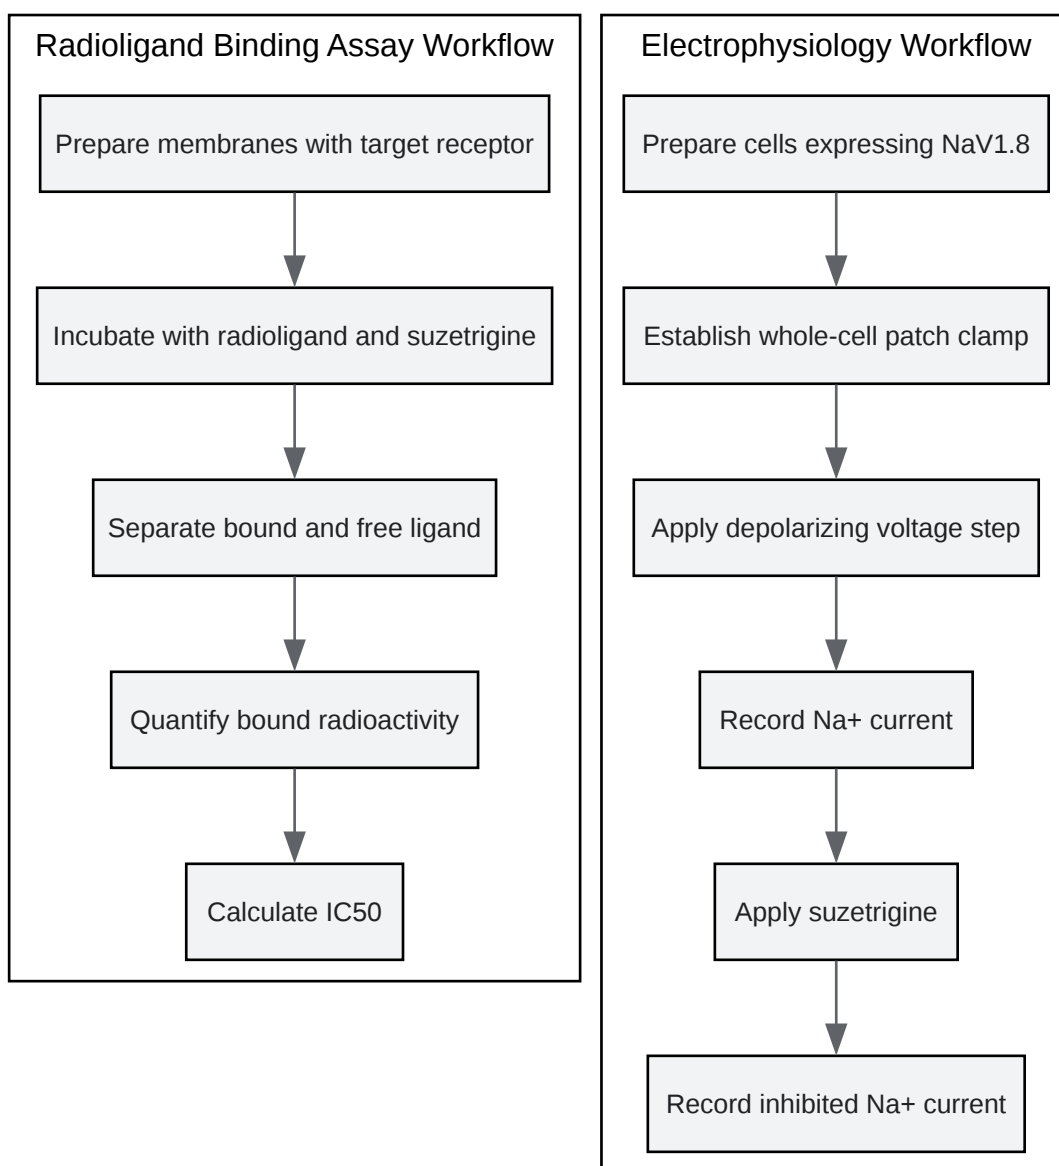 Radioligand Binding Assay Workflow
Prepare membranes with target receptor
Incubate with radioligand and suzetrigine
Separate bound and free ligand
Quantify bound radioactivity
Calculate IC50
Electrophysiology Workflow
Prepare cells expressing NaV1.8
Establish whole-cell patch clamp
Apply depolarizing voltage step
Record Na+ current
Apply suzetrigine
Record inhibited Na+ current